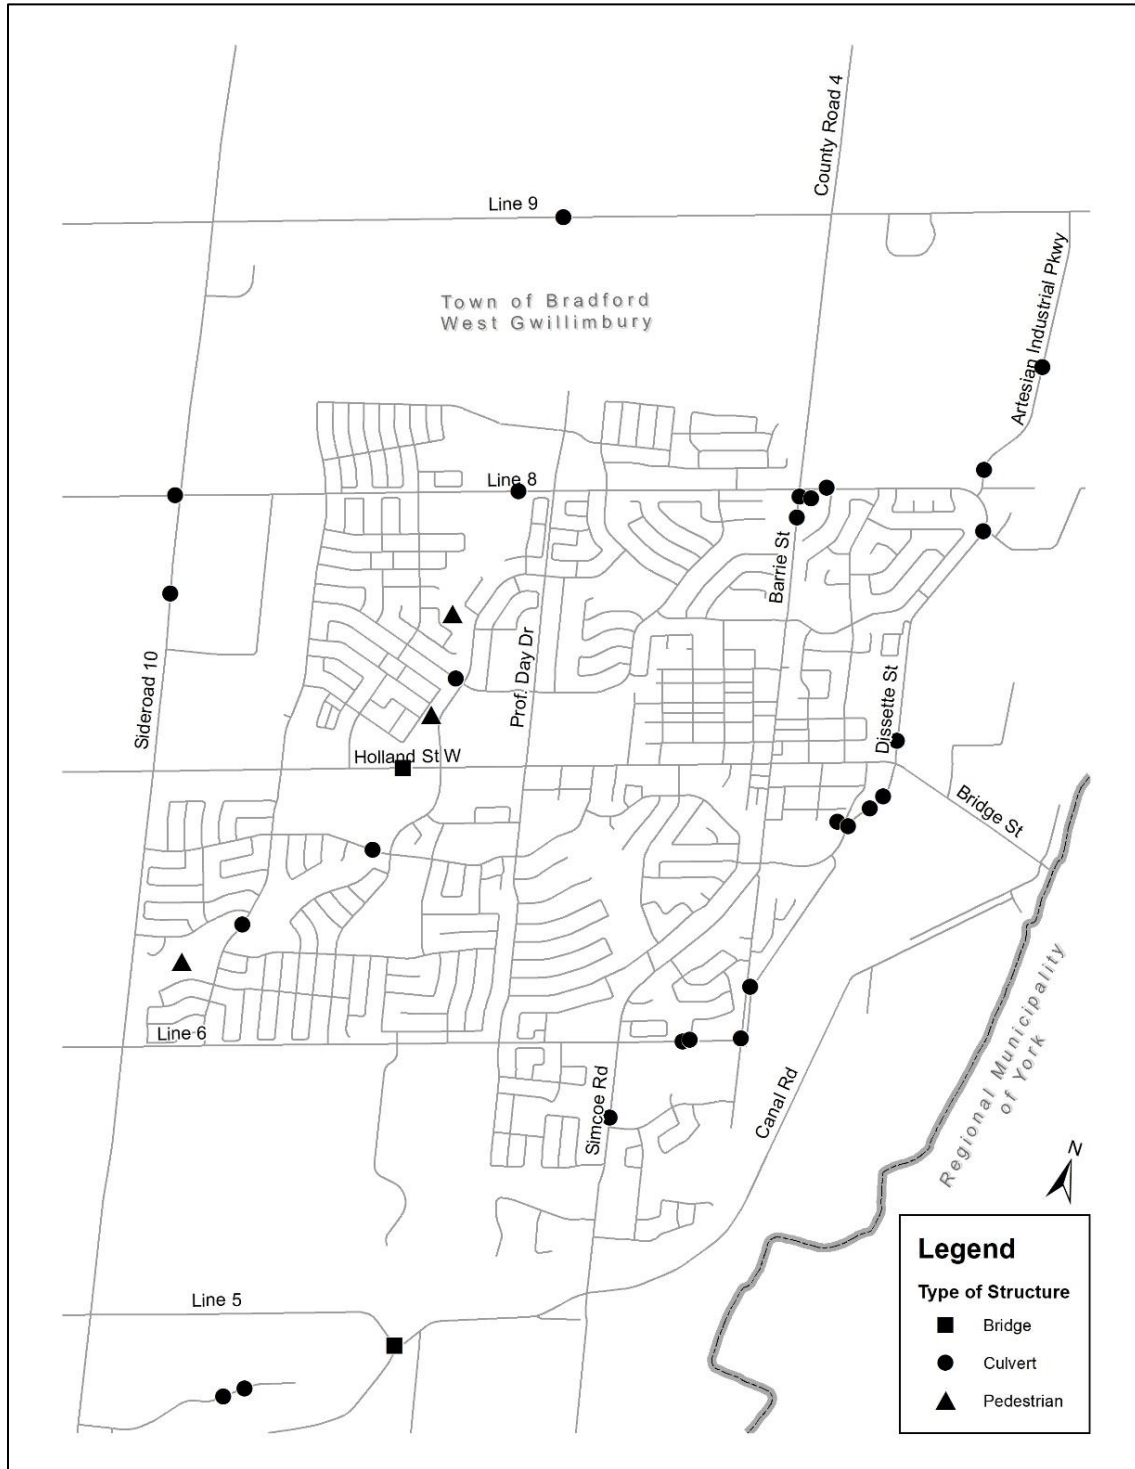 County Road 4
Line 9
Town of Bradford
West Gwillimbury
Artesian Industrial Pkwy
Line 8
Barrie St
Prof. Day Dr
Sideroad 10
Dissette St
Holland St W
Bridge St
Line 6
Regional Municipality
of York
Simcoe Rd
Canal Rd
N
Line 5
Legend
Type of Structure
Bridge
Culvert
Pedestrian